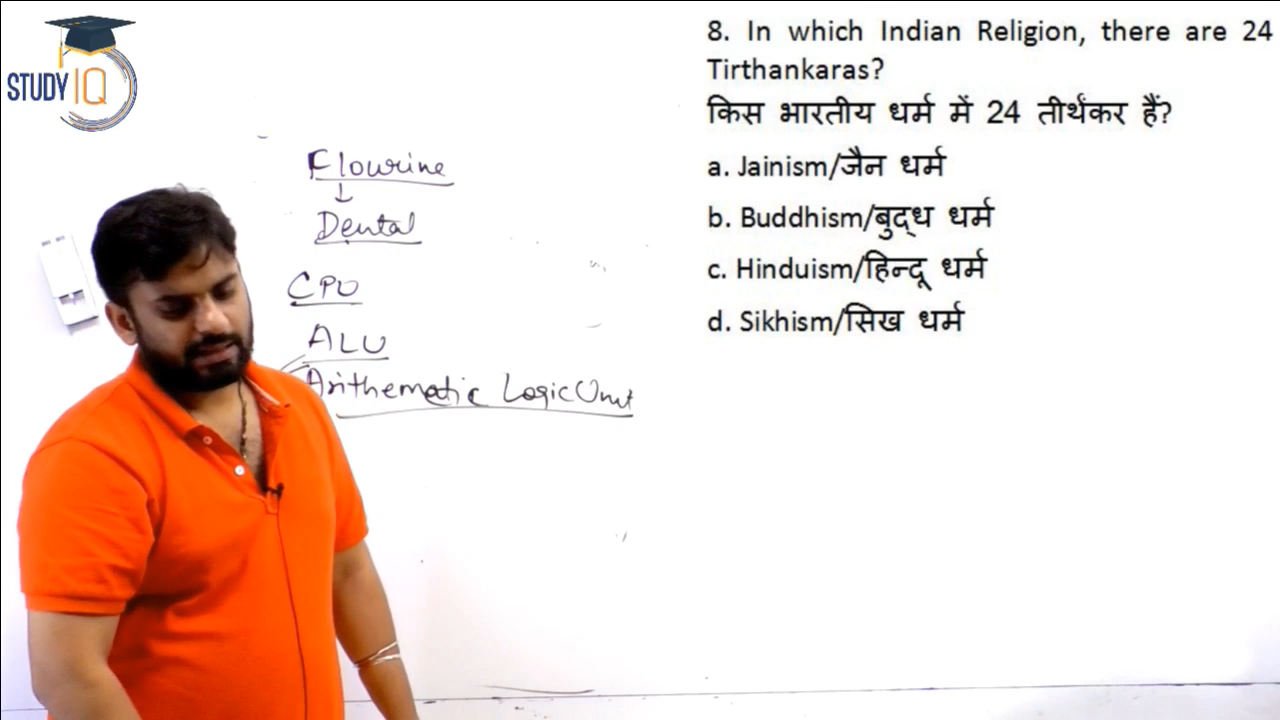 STUDY IQ
Flourine
Dental
CPU
ALU
Arithematic Logic Unit
8. In which Indian Religion, there are 24
Tirthankaras?
किस भारतीय धर्म में 24 तीर्थंकर हैं?
a. Jainism/जैन धर्म
b. Buddhism/बुद्ध धर्म
c. Hinduism/हिन्दू धर्म
d. Sikhism/सिख धर्म